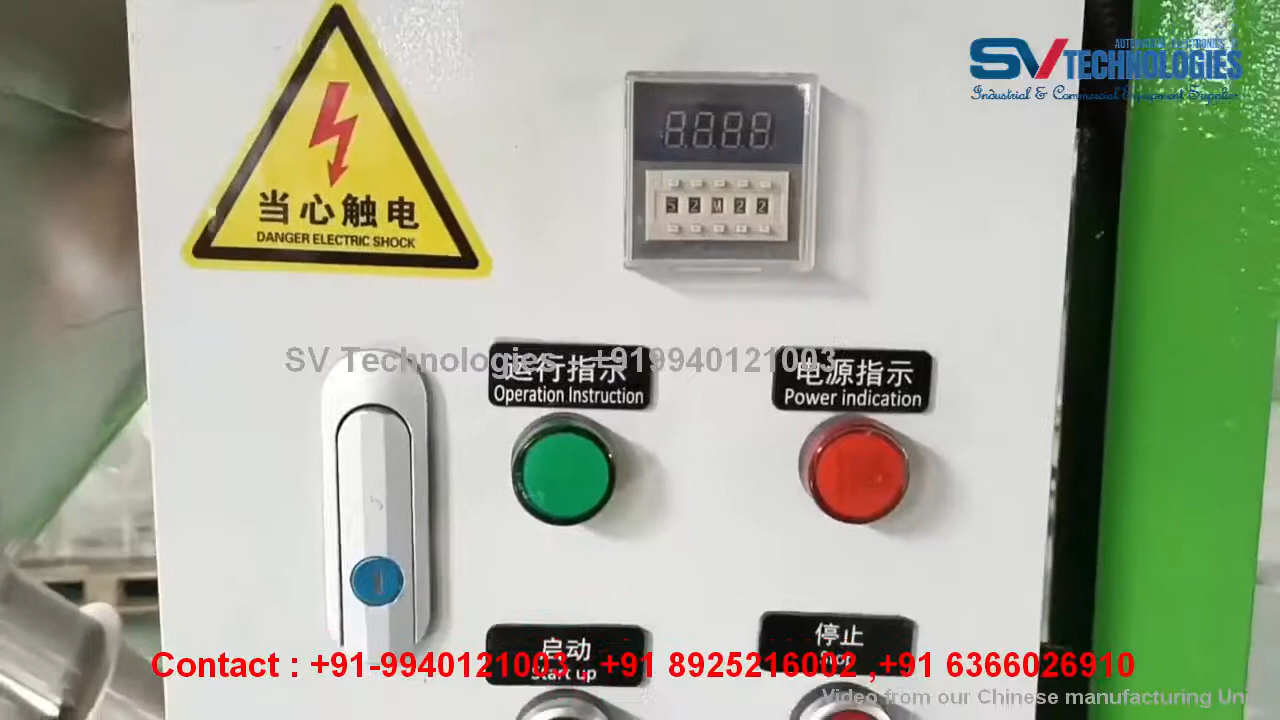 SV TECHNOLOGIES
Industrial & Commercial Equipment Supplier
当心触电
DANGER ELECTRIC SHOCK
SV Technologies +919940121003
运行指示
Operation Instruction
电源指示
Power indication
启动
Start up
停止
Stop
Contact : +91-9940121003 , +91 8925216002 ,+91 6366026910
Video from our Chinese manufacturing Uni